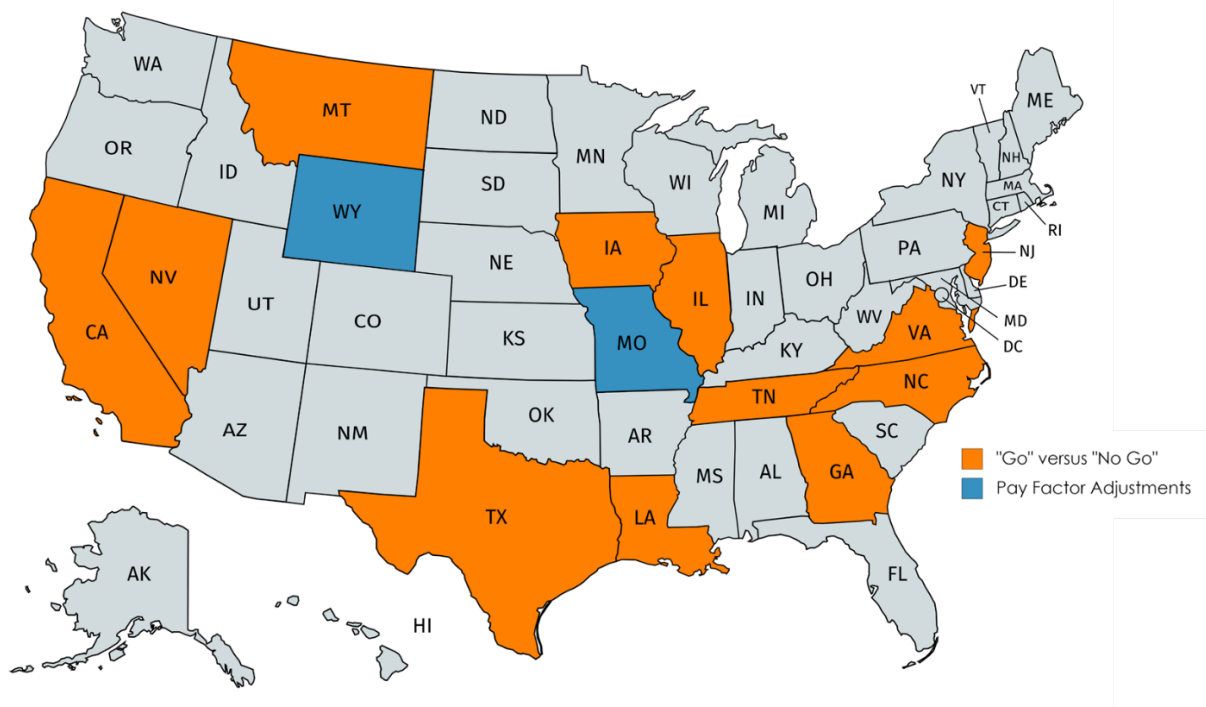 WA
MT
ND
MN
VT
ME
OR
ID
SD
WI
MI
NY
NH
MA
CT
RI
WY
NV
IA
NE
PA
NJ
CA
UT
CO
KS
MO
IL
IN
OH
WV
VA
DE
MD
DC
KY
AZ
NM
OK
AR
TN
NC
SC
MS
AL
GA
"Go" versus "No Go"
Pay Factor Adjustments
TX
LA
FL
AK
HI